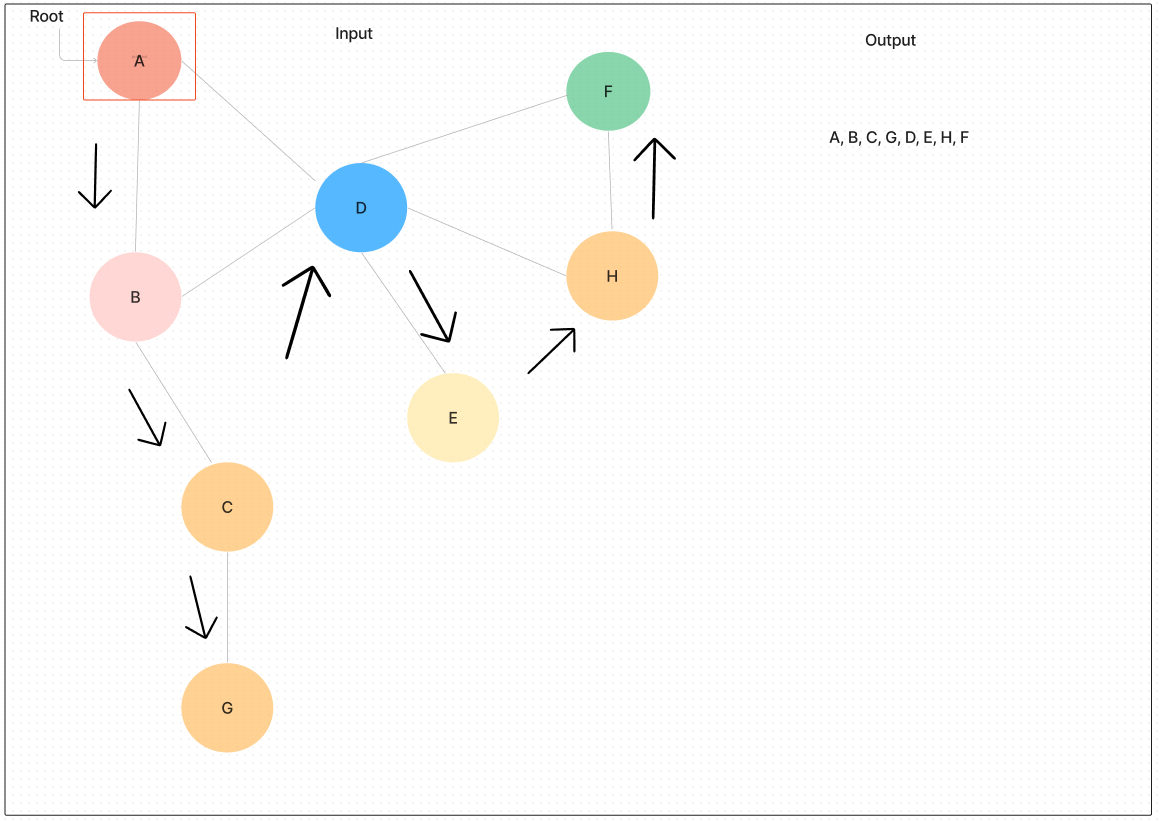 Root
Input
Output
A
F
A, B, C, G, D, E, H, F
D
H
B
E
C
G